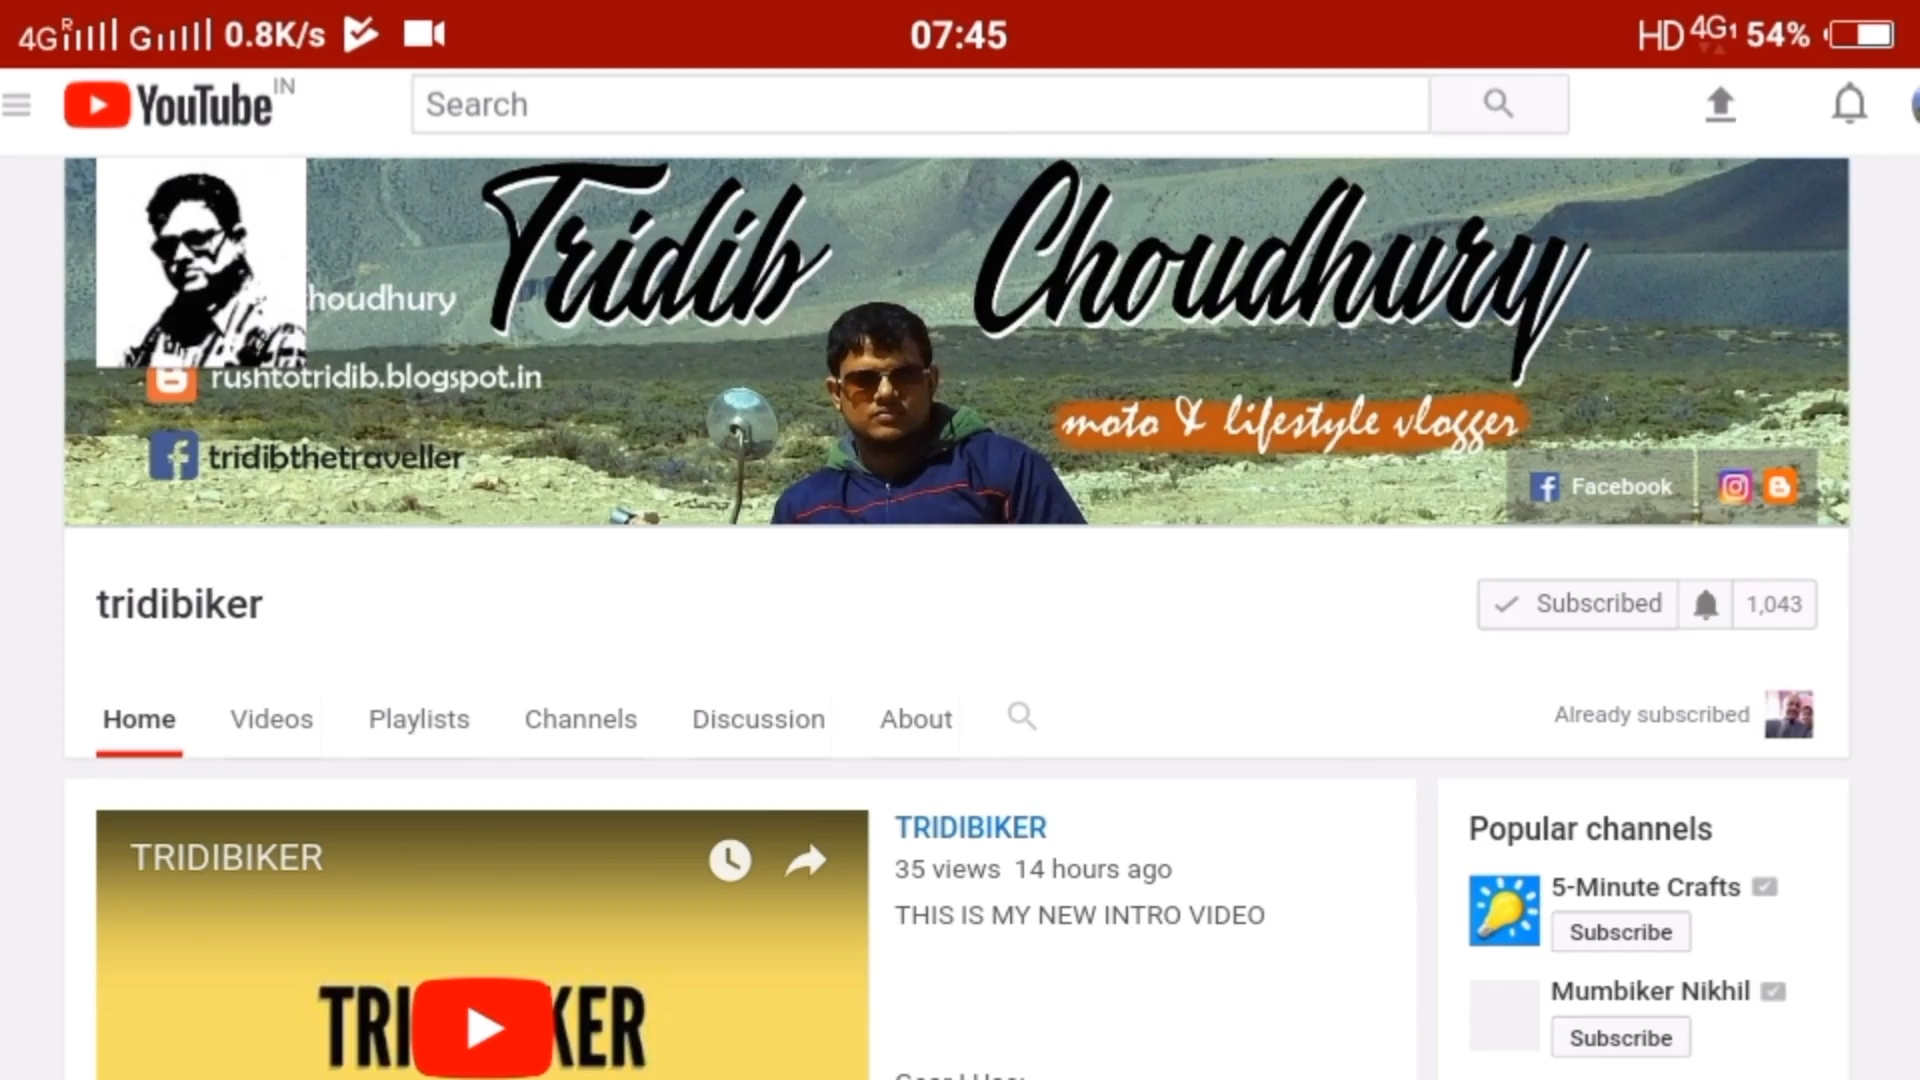 4G R G 0.8K/s 07:45 HD 4G1 54%
YouTube IN
Search
Tridib Choudhury
houdhury
rushtotridib.blogspot.in
moto & lifestyle vlogger
tridibthetraveller
Facebook
tridibiker
Subscribed 1,043
Home Videos Playlists Channels Discussion About
Already subscribed
TRIDIBIKER
TRI KER
TRIDIBIKER
35 views 14 hours ago
THIS IS MY NEW INTRO VIDEO
Popular channels
5-Minute Crafts
Subscribe
Mumbiker Nikhil
Subscribe